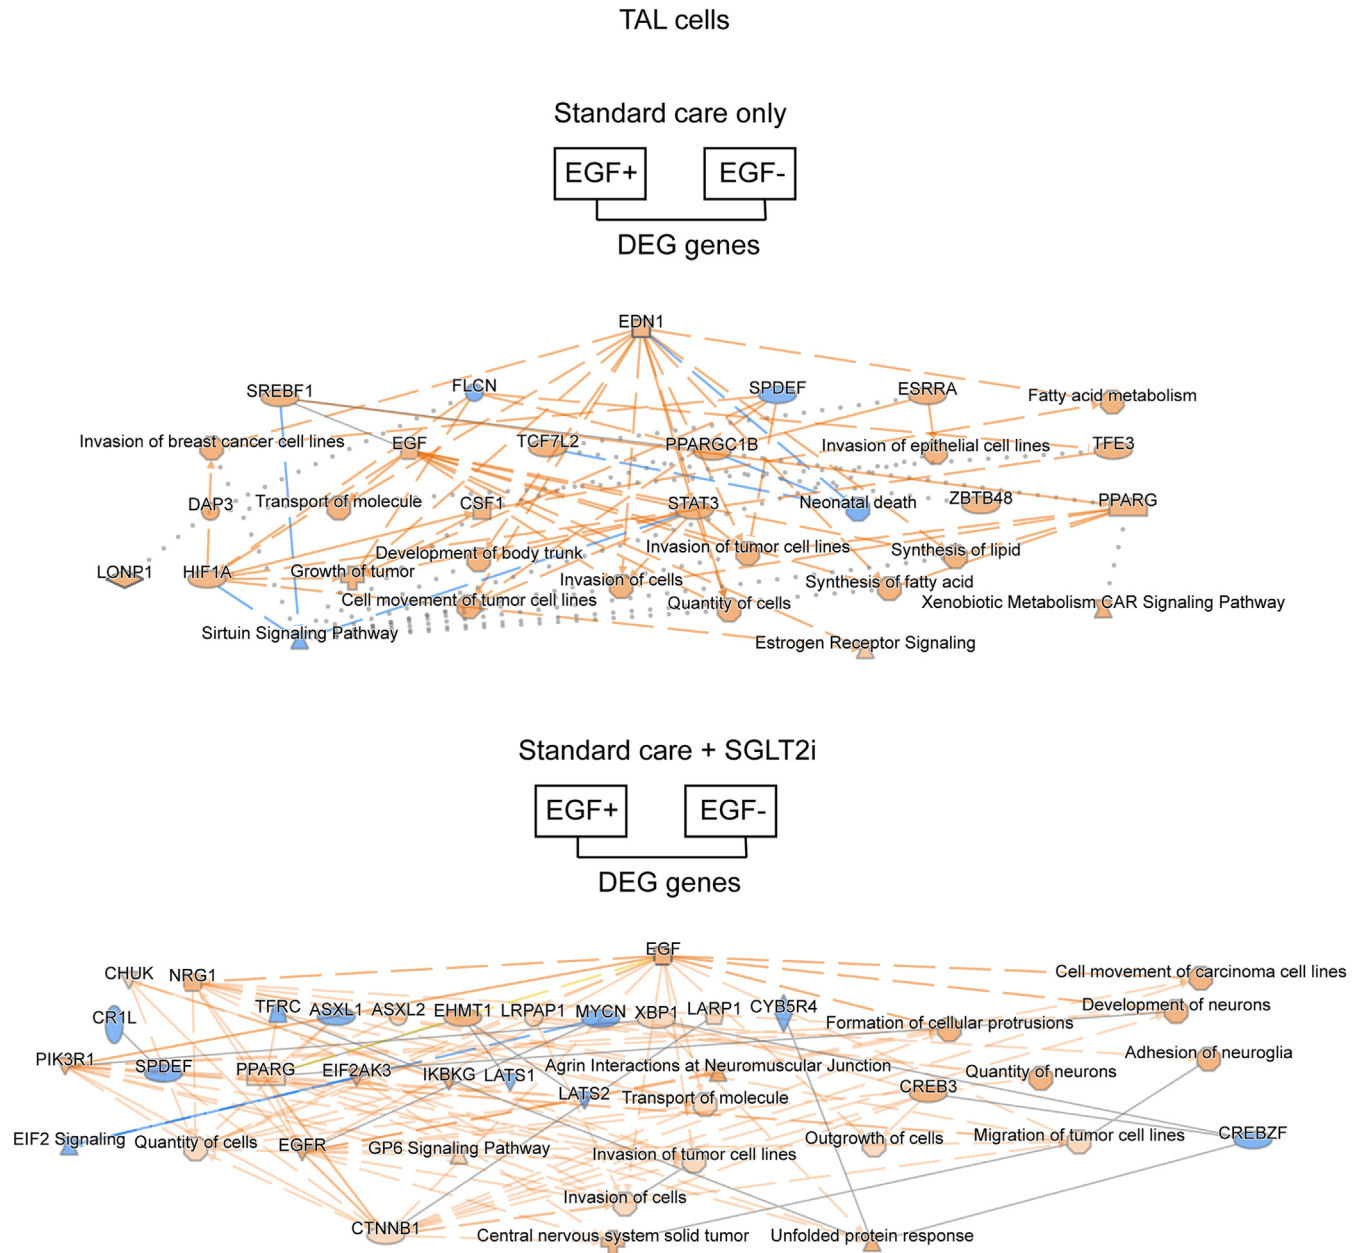 TAL cells
Standard care only
EGF+ EGF-
DEG genes
EDN1
SREBF1 FLCN SPDEF ESRRA Fatty acid metabolism
Invasion of breast cancer cell lines EGF TCF7L2 PPARGC1B Invasion of epithelial cell lines TFE3
DAP3 Transport of molecule CSF1 STAT3 Neonatal death ZBTB48 PPARG
LONP1 HIF1A Growth of tumor Development of body trunk Invasion of tumor cell lines Synthesis of lipid
Cell movement of tumor cell lines Invasion of cells Quantity of cells Synthesis of fatty acid Xenobiotic Metabolism CAR Signaling Pathway
Sirtuin Signaling Pathway Estrogen Receptor Signaling
Standard care + SGLT2i
EGF+ EGF-
DEG genes
EGF
CHUK NRG1 Cell movement of carcinoma cell lines
CR1L TFRC ASXL1 ASXL2 EHMT1 LRPAP1 MYCN XBP1 LARP1 CYB5R4 Formation of cellular protrusions Development of neurons
PIK3R1 SPDEF PPARG EIF2AK3 IKBKG LATS1 Agrin Interactions at Neuromuscular Junction Quantity of neurons Adhesion of neuroglia
LATS2 Transport of molecule CREB3
EIF2 Signaling Quantity of cells EGFR GP6 Signaling Pathway Invasion of tumor cell lines Outgrowth of cells Migration of tumor cell lines CREBZF
Invasion of cells
CTNNB1 Central nervous system solid tumor Unfolded protein response